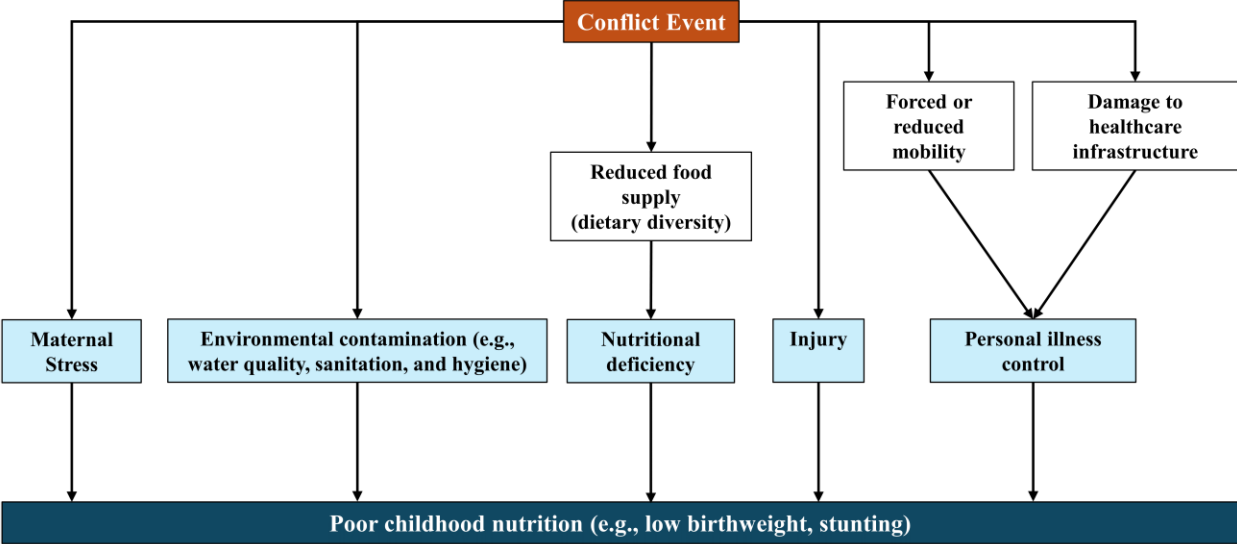 Conflict Event
Forced or
reduced
mobility
Damage to
healthcare
infrastructure
Reduced food
supply
(dietary diversity)
Maternal
Stress
Environmental contamination (e.g.,
water quality, sanitation, and hygiene)
Nutritional
deficiency
Injury
Personal illness
control
Poor childhood nutrition (e.g., low birthweight, stunting)